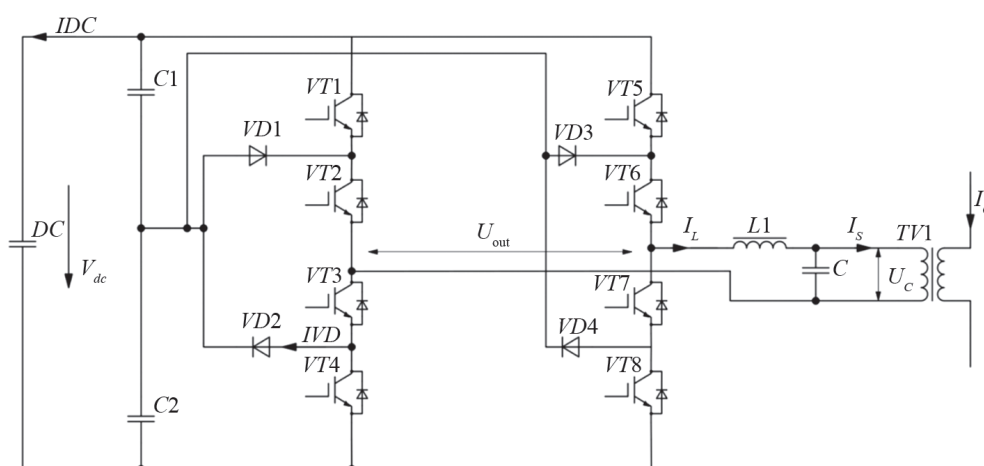 IDC
C1
VT1
VT5
VD1
VD3
VT2
VT6
DC
V_dc
U_out
I_L
L1
I_S
TV1
C
U_C
VT3
VT7
VD2
IVD
VD4
VT4
VT8
C2